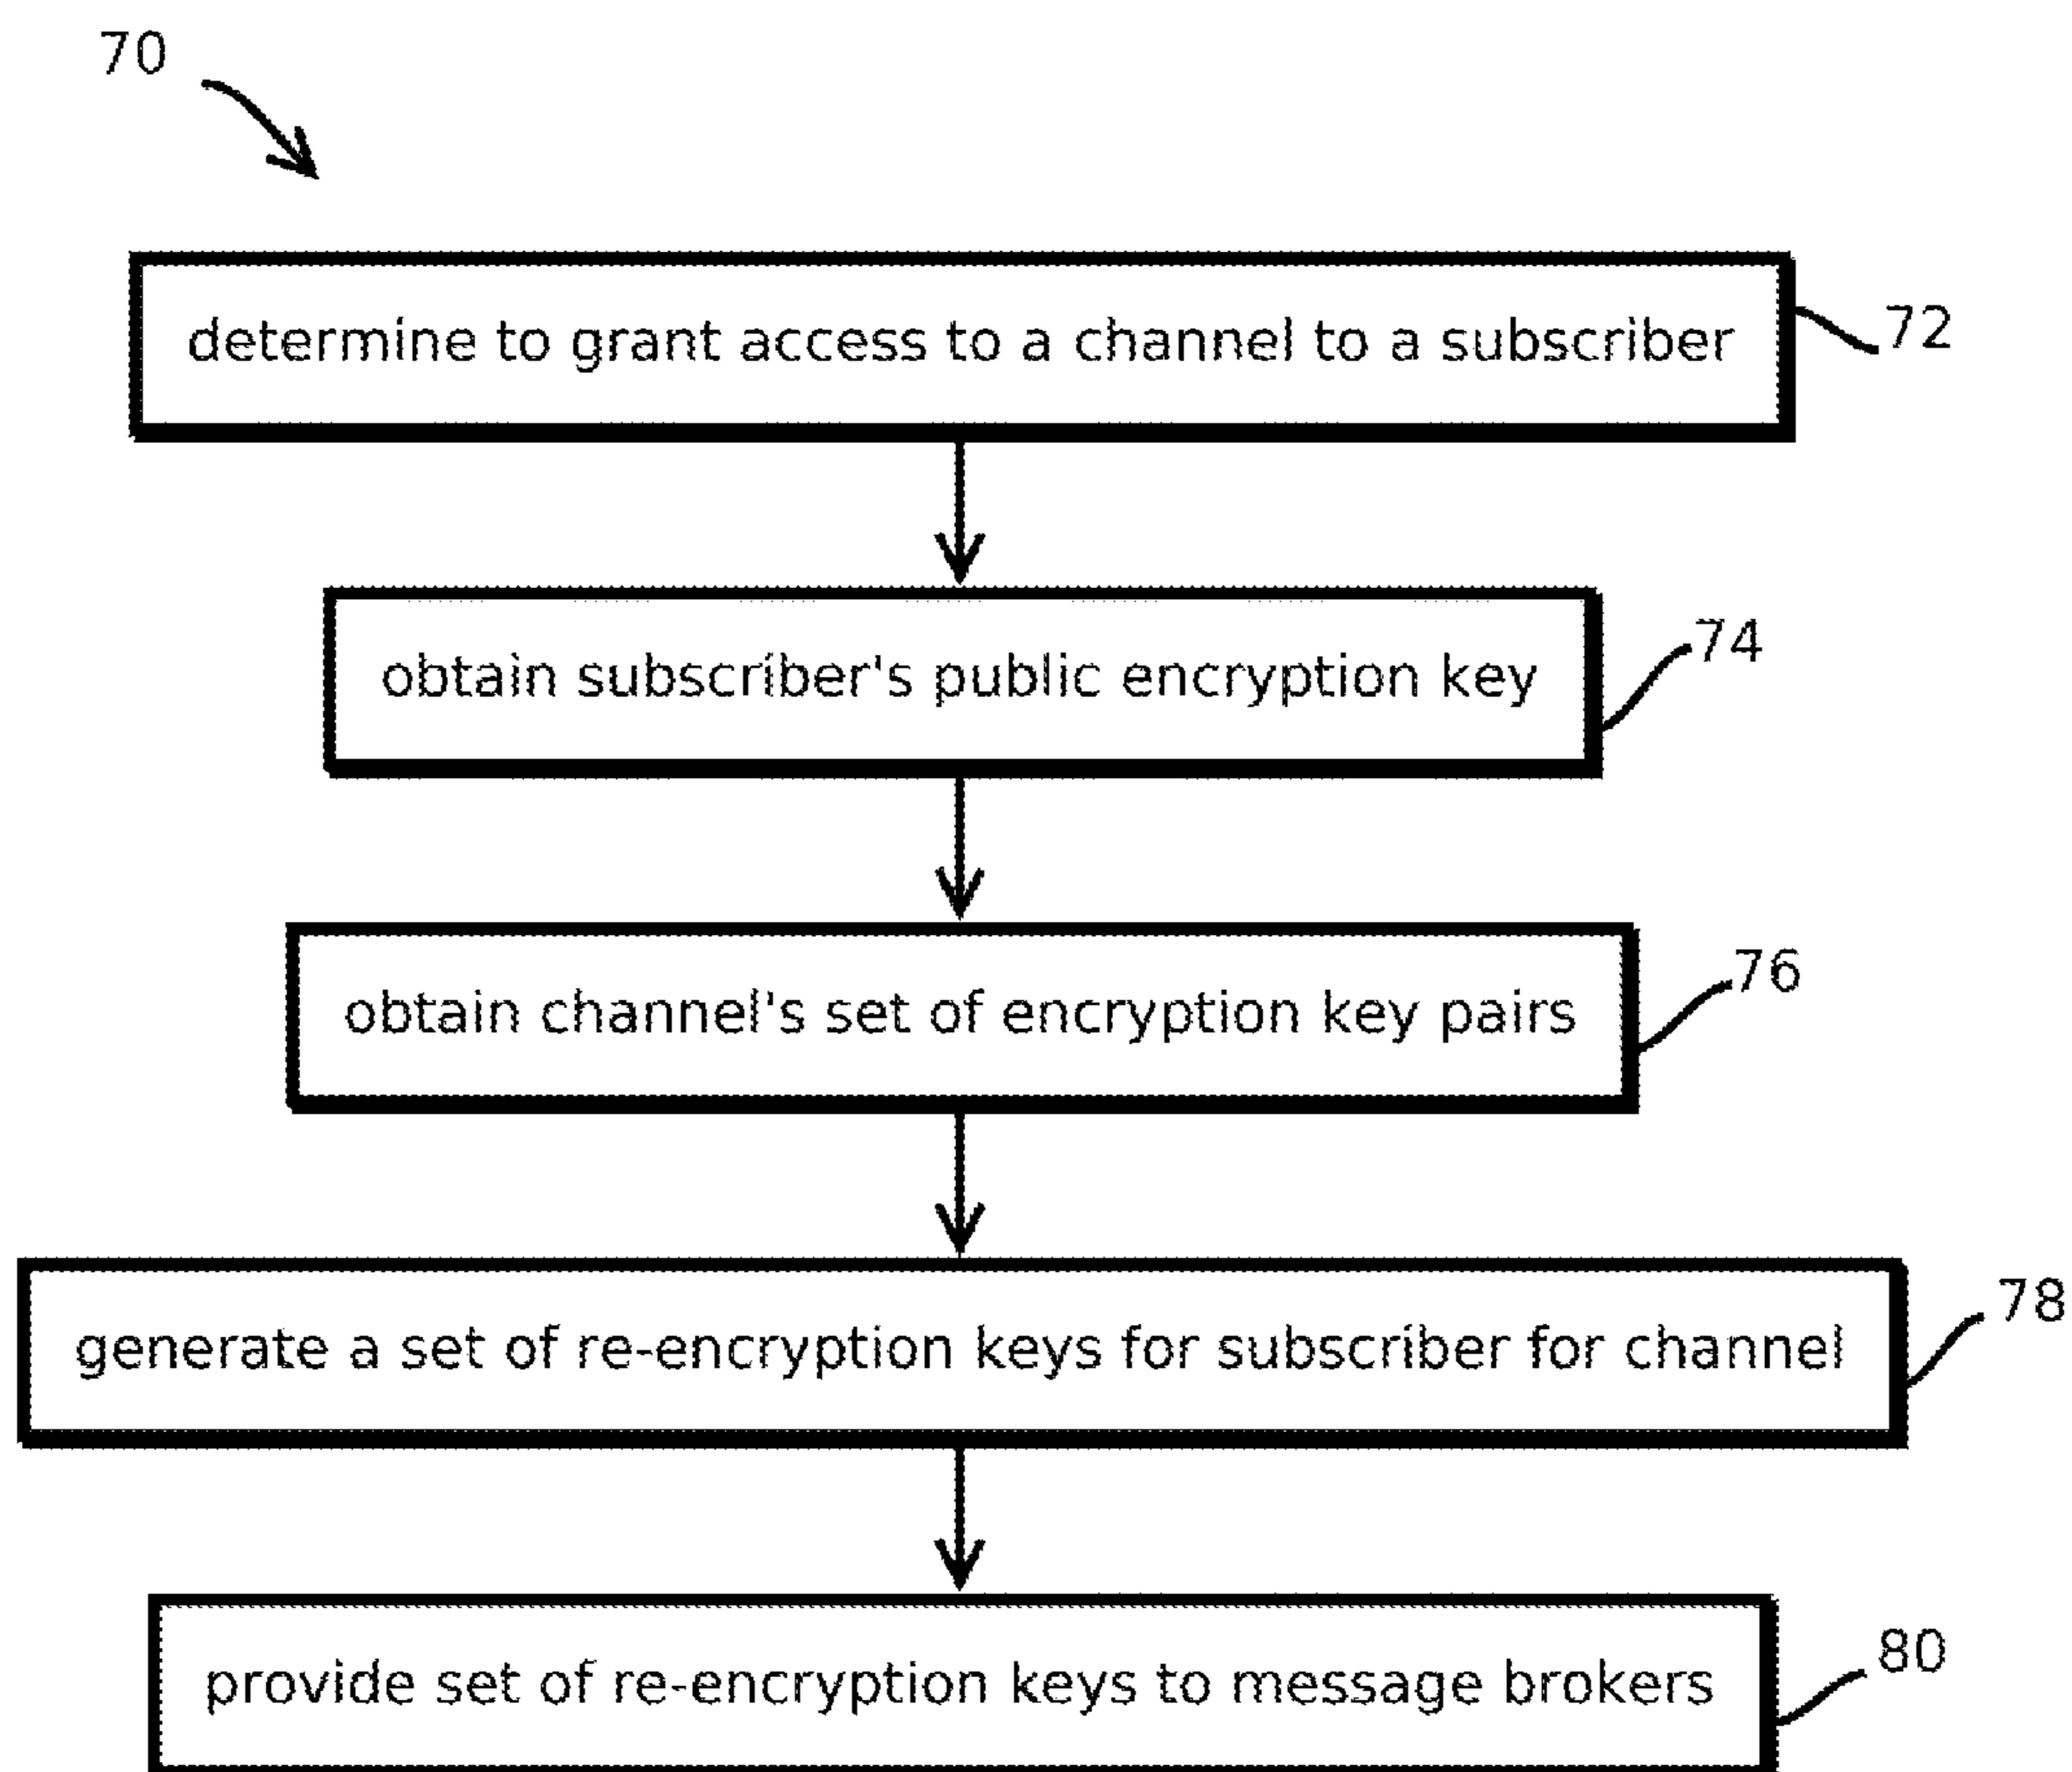 70
determine to grant access to a channel to a subscriber
72
obtain subscriber's public encryption key
74
obtain channel's set of encryption key pairs
76
generate a set of re-encryption keys for subscriber for channel
78
provide set of re-encryption keys to message brokers
80